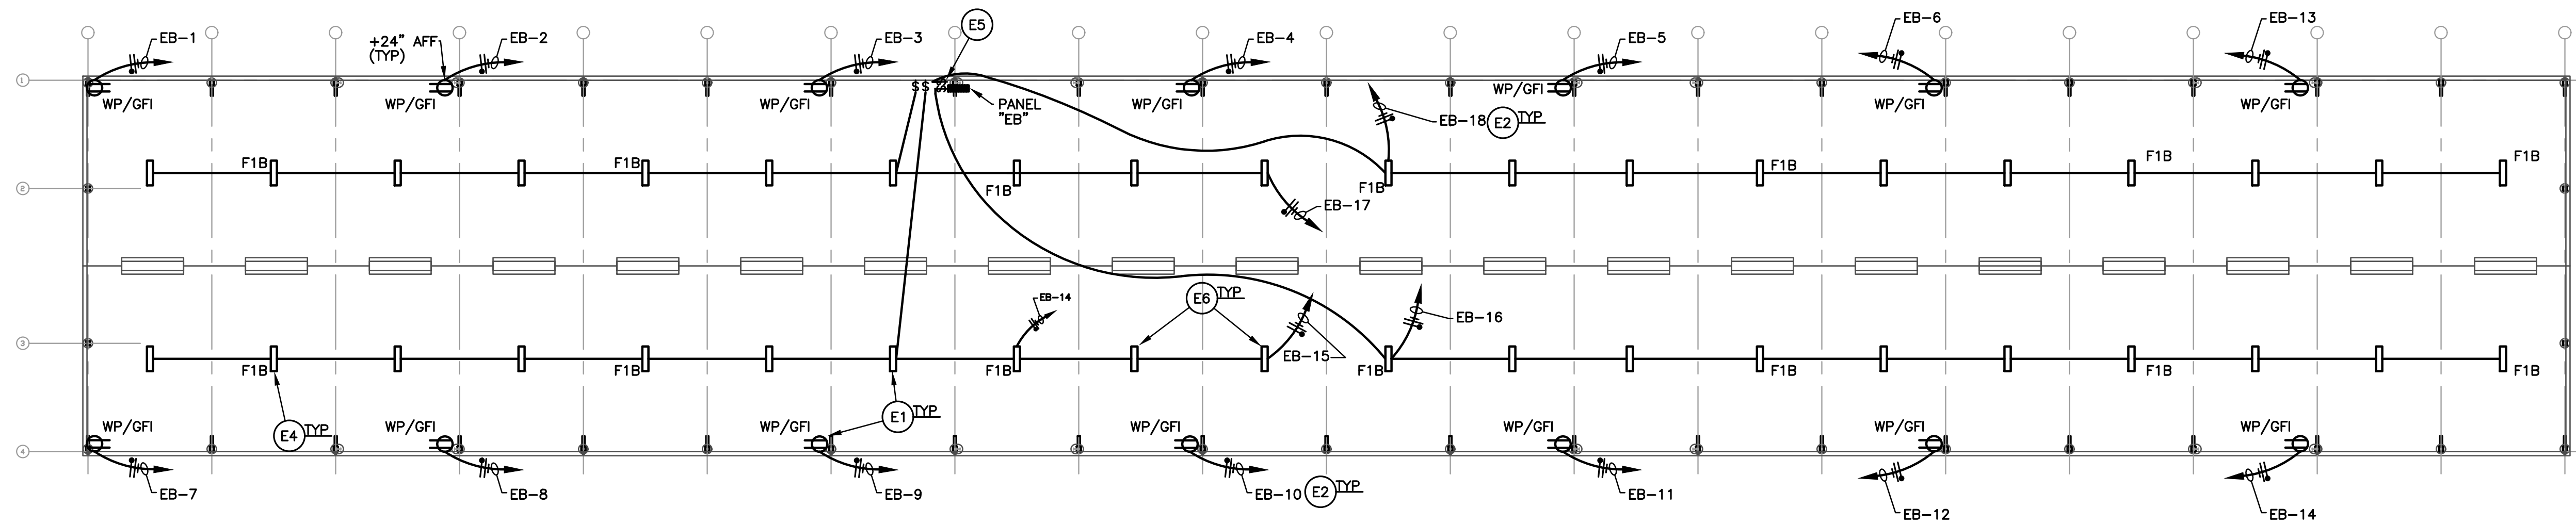 EB-1
+24" AFF
(TYP)
EB-2
EB-3
E5
EB-4
EB-5
EB-6
EB-13
1
WP/GFI
WP/GFI
WP/GFI
$$
$
PANEL
"EB"
WP/GFI
WP/GFI
WP/GFI
WP/GFI
EB-18 E2 TYP
F1B
F1B
F1B
F1B
F1B
F1B
F1B
2
EB-17
E6 TYP
EB-14
EB-16
3
EB-15
F1B
F1B
F1B
F1B
F1B
F1B
F1B
E1 TYP
E4 TYP
WP/GFI
WP/GFI
WP/GFI
WP/GFI
WP/GFI
WP/GFI
WP/GFI
4
EB-7
EB-8
EB-9
EB-10 E2 TYP
EB-11
EB-12
EB-14